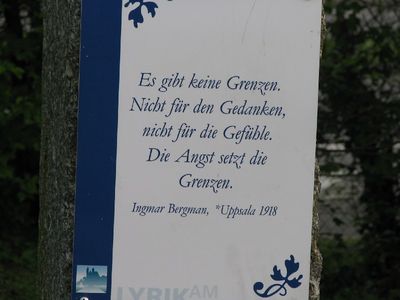 Es gibt keine Grenzen.
Nicht für den Gedanken,
nicht für die Gefühle.
Die Angst setzt die
Grenzen.
Ingmar Bergman, *Uppsala 1918
LYRIK AM